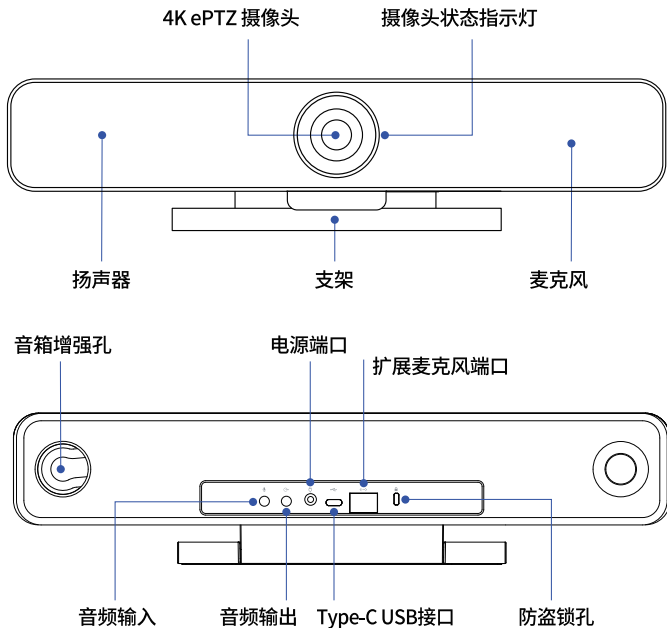 4K ePTZ 摄像头
摄像头状态指示灯
扬声器
支架
麦克风
音箱增强孔
电源端口
扩展麦克风端口
音频输入
音频输出
Type-C USB接口
防盗锁孔